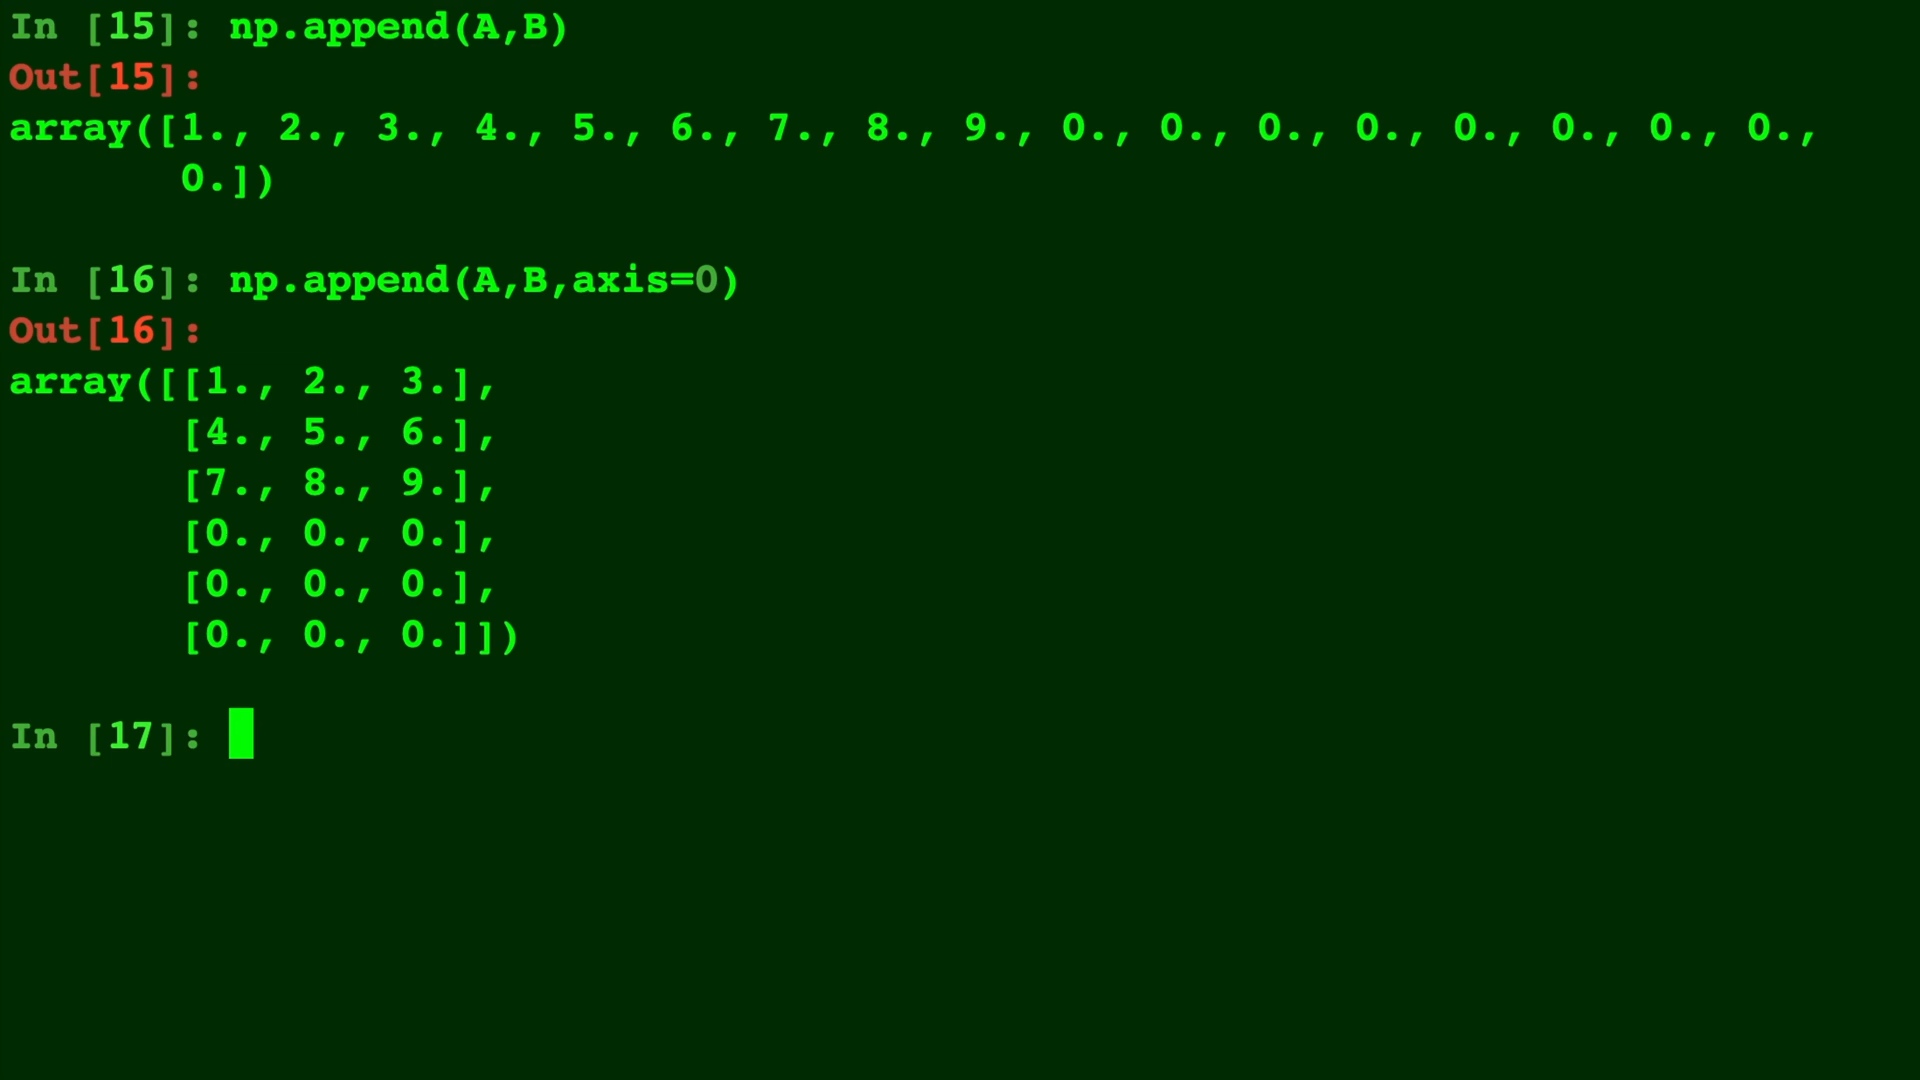 In [15]: np.append(A,B)
Out[15]:
array([1., 2., 3., 4., 5., 6., 7., 8., 9., 0., 0., 0., 0., 0., 0., 0., 0.,
       0.])
In [16]: np.append(A,B,axis=0)
Out[16]:
array([[1., 2., 3.],
       [4., 5., 6.],
       [7., 8., 9.],
       [0., 0., 0.],
       [0., 0., 0.],
       [0., 0., 0.]])
In [17]: